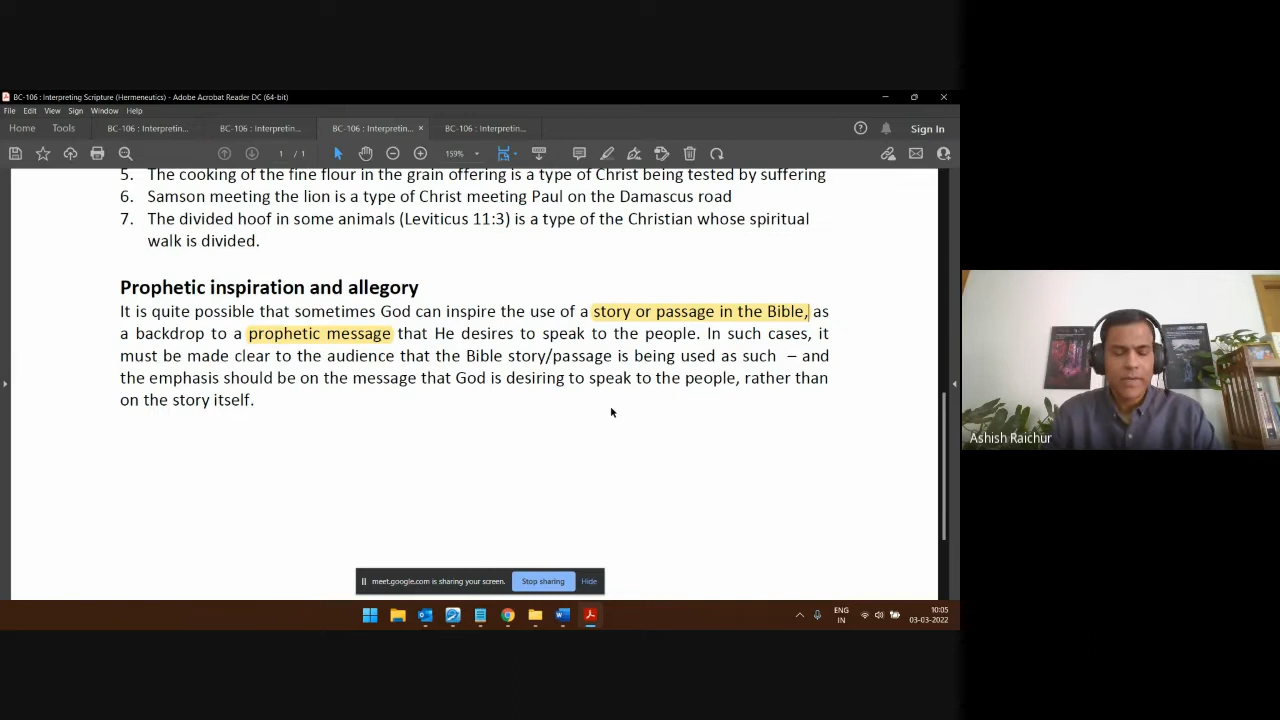 BC-106 : Interpreting Scripture (Hermeneutics) - Adobe Acrobat Reader DC (64-bit)
File Edit View Sign Window Help
Home Tools BC-106 : Interpretin... BC-106 : Interpretin... BC-106 : Interpretin... × BC-106 : Interpretin... Sign In
1 / 1 159%
5. The cooking of the fine flour in the grain offering is a type of Christ being tested by suffering
6. Samson meeting the lion is a type of Christ meeting Paul on the Damascus road
7. The divided hoof in some animals (Leviticus 11:3) is a type of the Christian whose spiritual
walk is divided.
Prophetic inspiration and allegory
It is quite possible that sometimes God can inspire the use of a story or passage in the Bible, as
a backdrop to a prophetic message that He desires to speak to the people. In such cases, it
must be made clear to the audience that the Bible story/passage is being used as such – and
the emphasis should be on the message that God is desiring to speak to the people, rather than
on the story itself.
Ashish Raichur
meet.google.com is sharing your screen. Stop sharing Hide
ENG 10:05
IN 03-03-2022